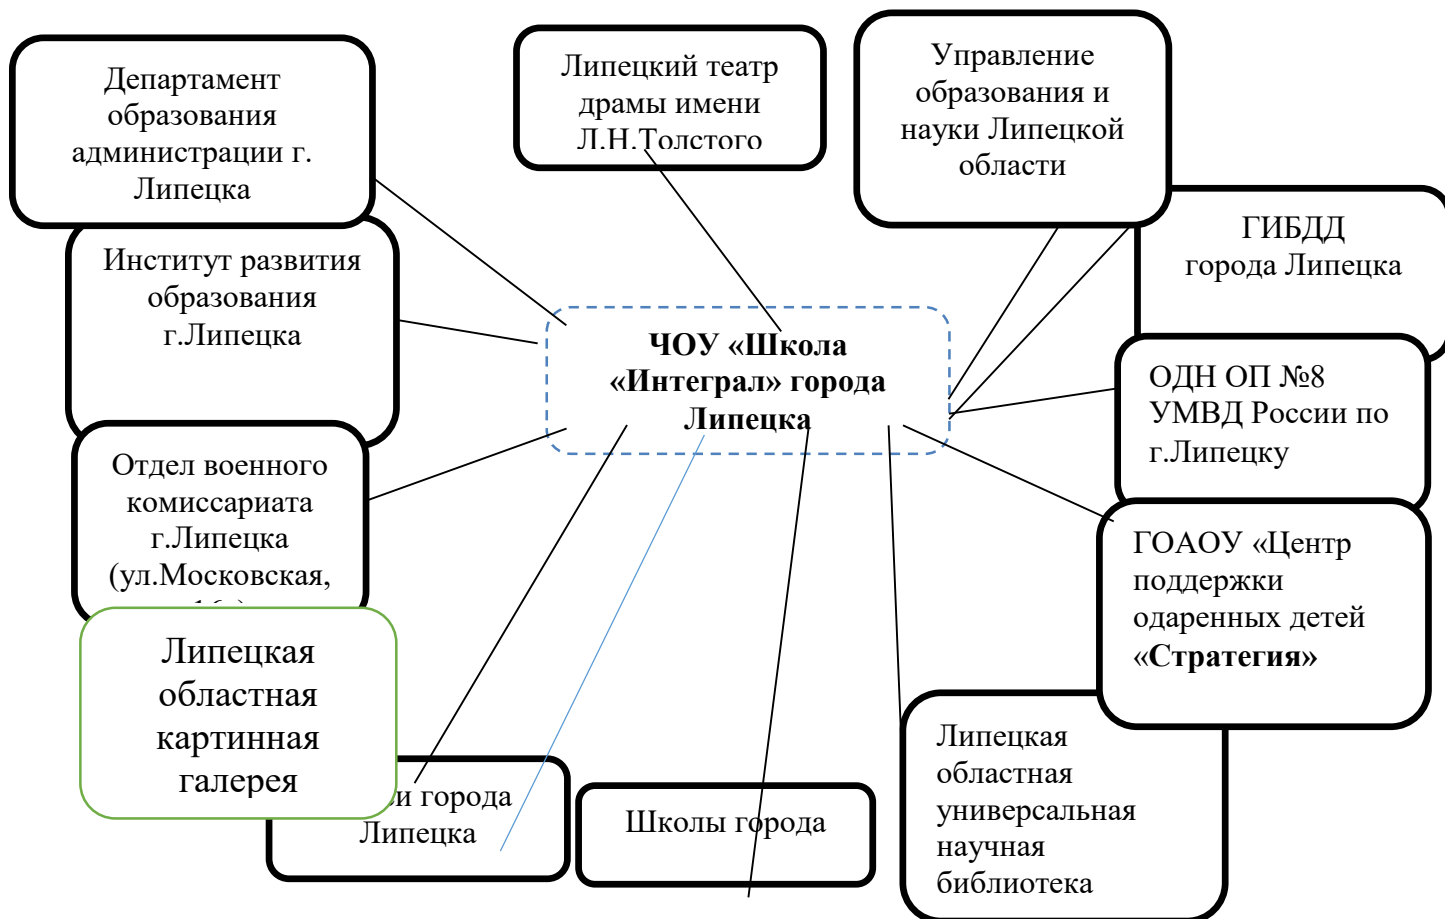 Департамент
образования
администрации г.
Липецка
Липецкий театр
драмы имени
Л.Н.Толстого
Управление
образования и
науки Липецкой
области
ГИБДД
города Липецка
Институт развития
образования
г.Липецка
ЧОУ «Школа
«Интеграл» города
Липецка
ОДН ОП №8
УМВД России по
г.Липецку
Отдел военного
комиссариата
г.Липецка
(ул.Московская,
ГОАОУ «Центр
поддержки
одаренных детей
«Стратегия»
Липецкая
областная
картинная
галерея
города
Липецка
Школы города
Липецкая
областная
универсальная
научная
библиотека